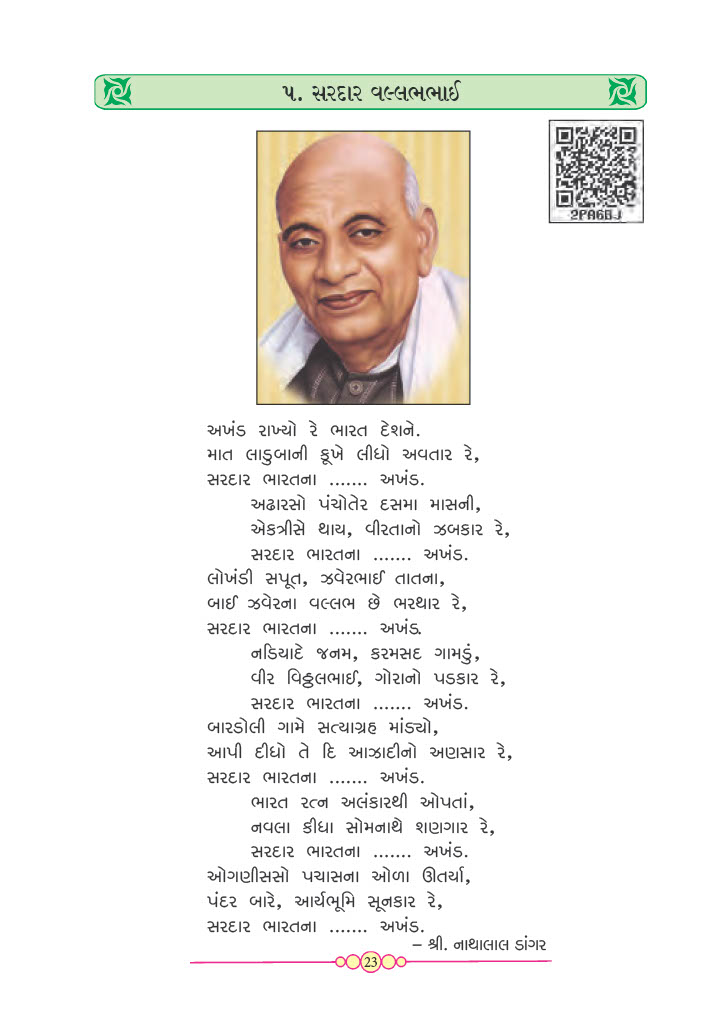 ૫. સરદાર વલ્લભભાઈ
2PA6BJ
અખંડ રાખ્યો રે ભારત દેશને.
માત લાડુબાની કૂખે લીધો અવતાર રે,
સરદાર ભારતના ....... અખંડ.
અઢારસો પંચોતેર દસમા માસની,
એકત્રીસે થાય, વીરતાનો ઝબકાર રે,
સરદાર ભારતના ....... અખંડ.
લોખંડી સપૂત, ઝવેરભાઈ તાતના,
બાઈ ઝવેરના વલ્લભ છે ભરથાર રે,
સરદાર ભારતના ....... અખંડ.
નડિયાદે જનમ, કરમસદ ગામડું,
વીર વિઠ્ઠલભાઈ, ગોરાનો પડકાર રે,
સરદાર ભારતના ....... અખંડ.
બારડોલી ગામે સત્યાગ્રહ માંડ્યો,
આપી દીધો તે દિ આઝાદીનો અણસાર રે,
સરદાર ભારતના ....... અખંડ.
ભારત રત્ન અલંકારથી ઓપતાં,
નવલા કીધા સોમનાથે શણગાર રે,
સરદાર ભારતના ....... અખંડ.
ઓગણીસસો પચાસના ઓળા ઊતર્યા,
પંદર બારે, આર્યભૂમિ સૂનકાર રે,
સરદાર ભારતના ....... અખંડ.
– શ્રી. નાથાલાલ ડાંગર
23